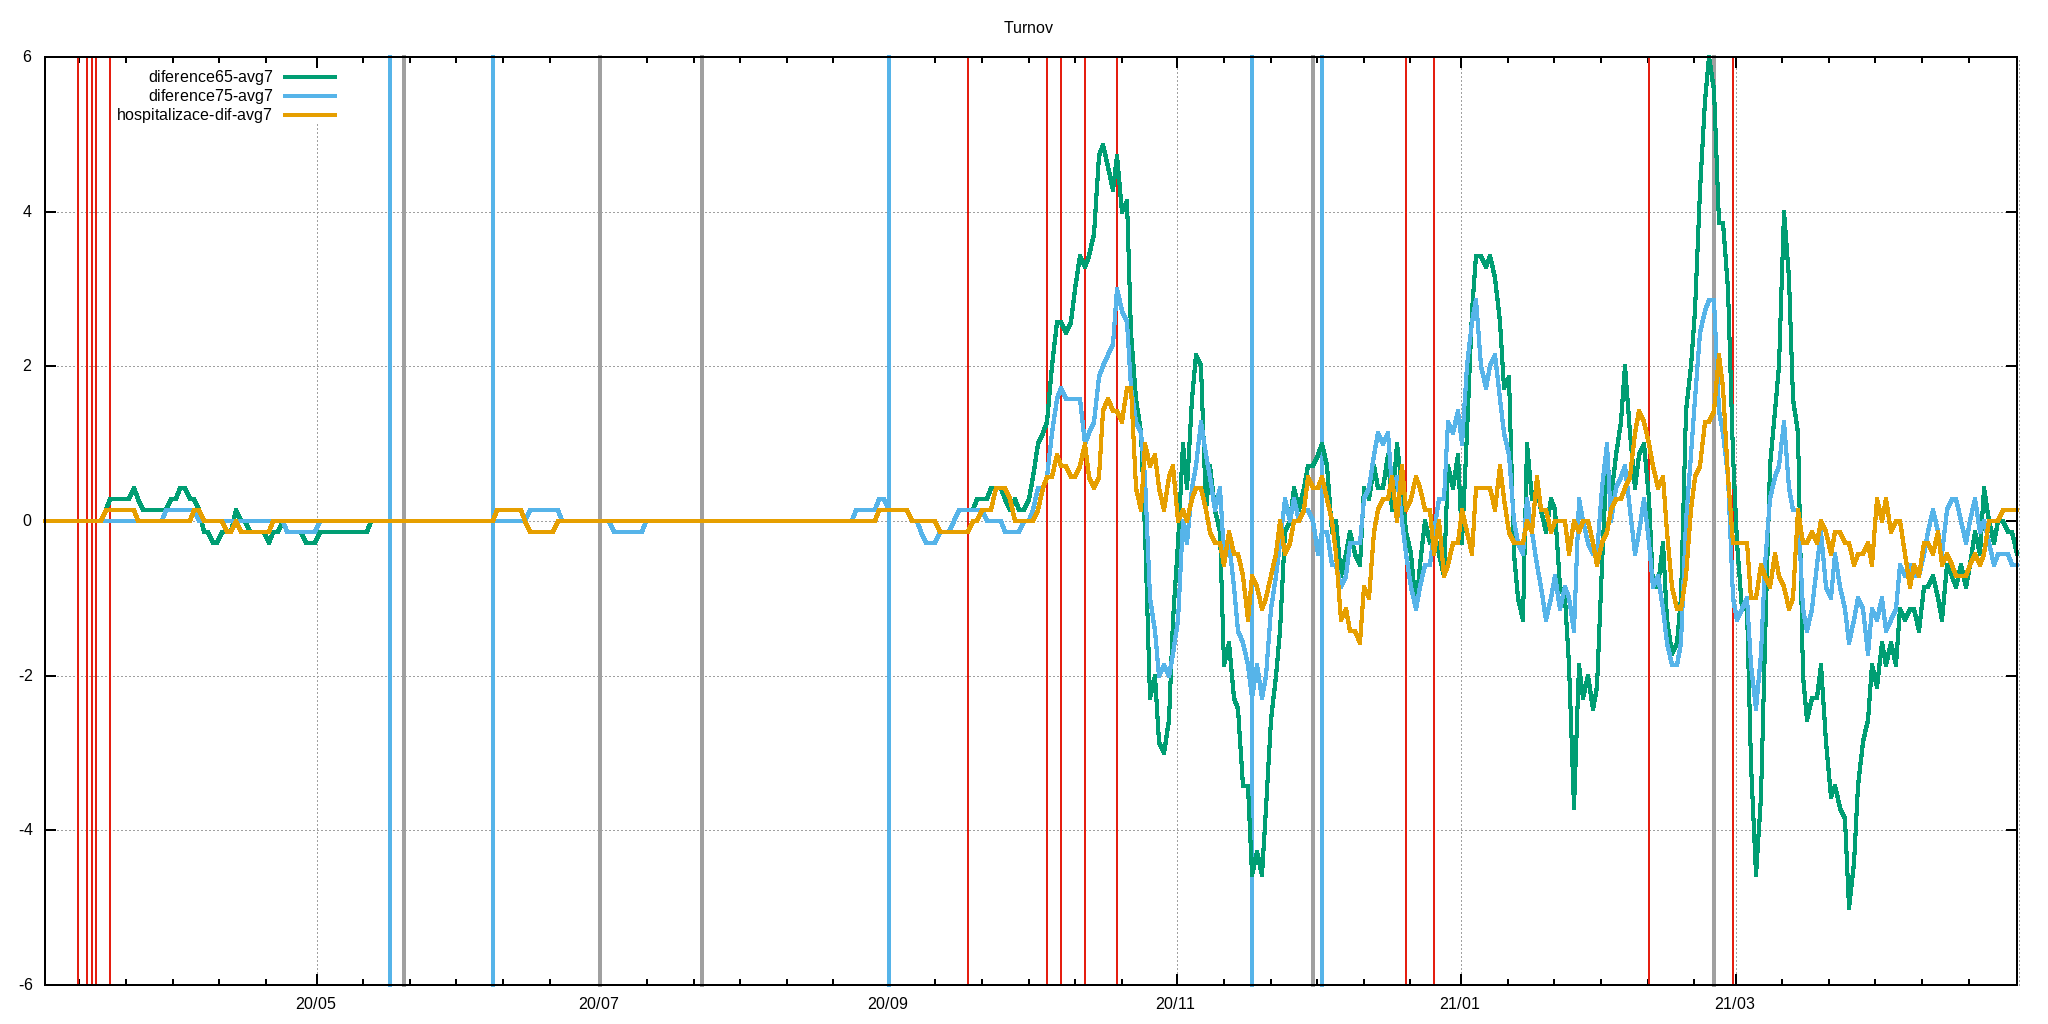 Turnov
diference65-avg7
diference75-avg7
hospitalizace-dif-avg7
6
4
2
0
-2
-4
-6
20/05 20/07 20/09 20/11 21/01 21/03